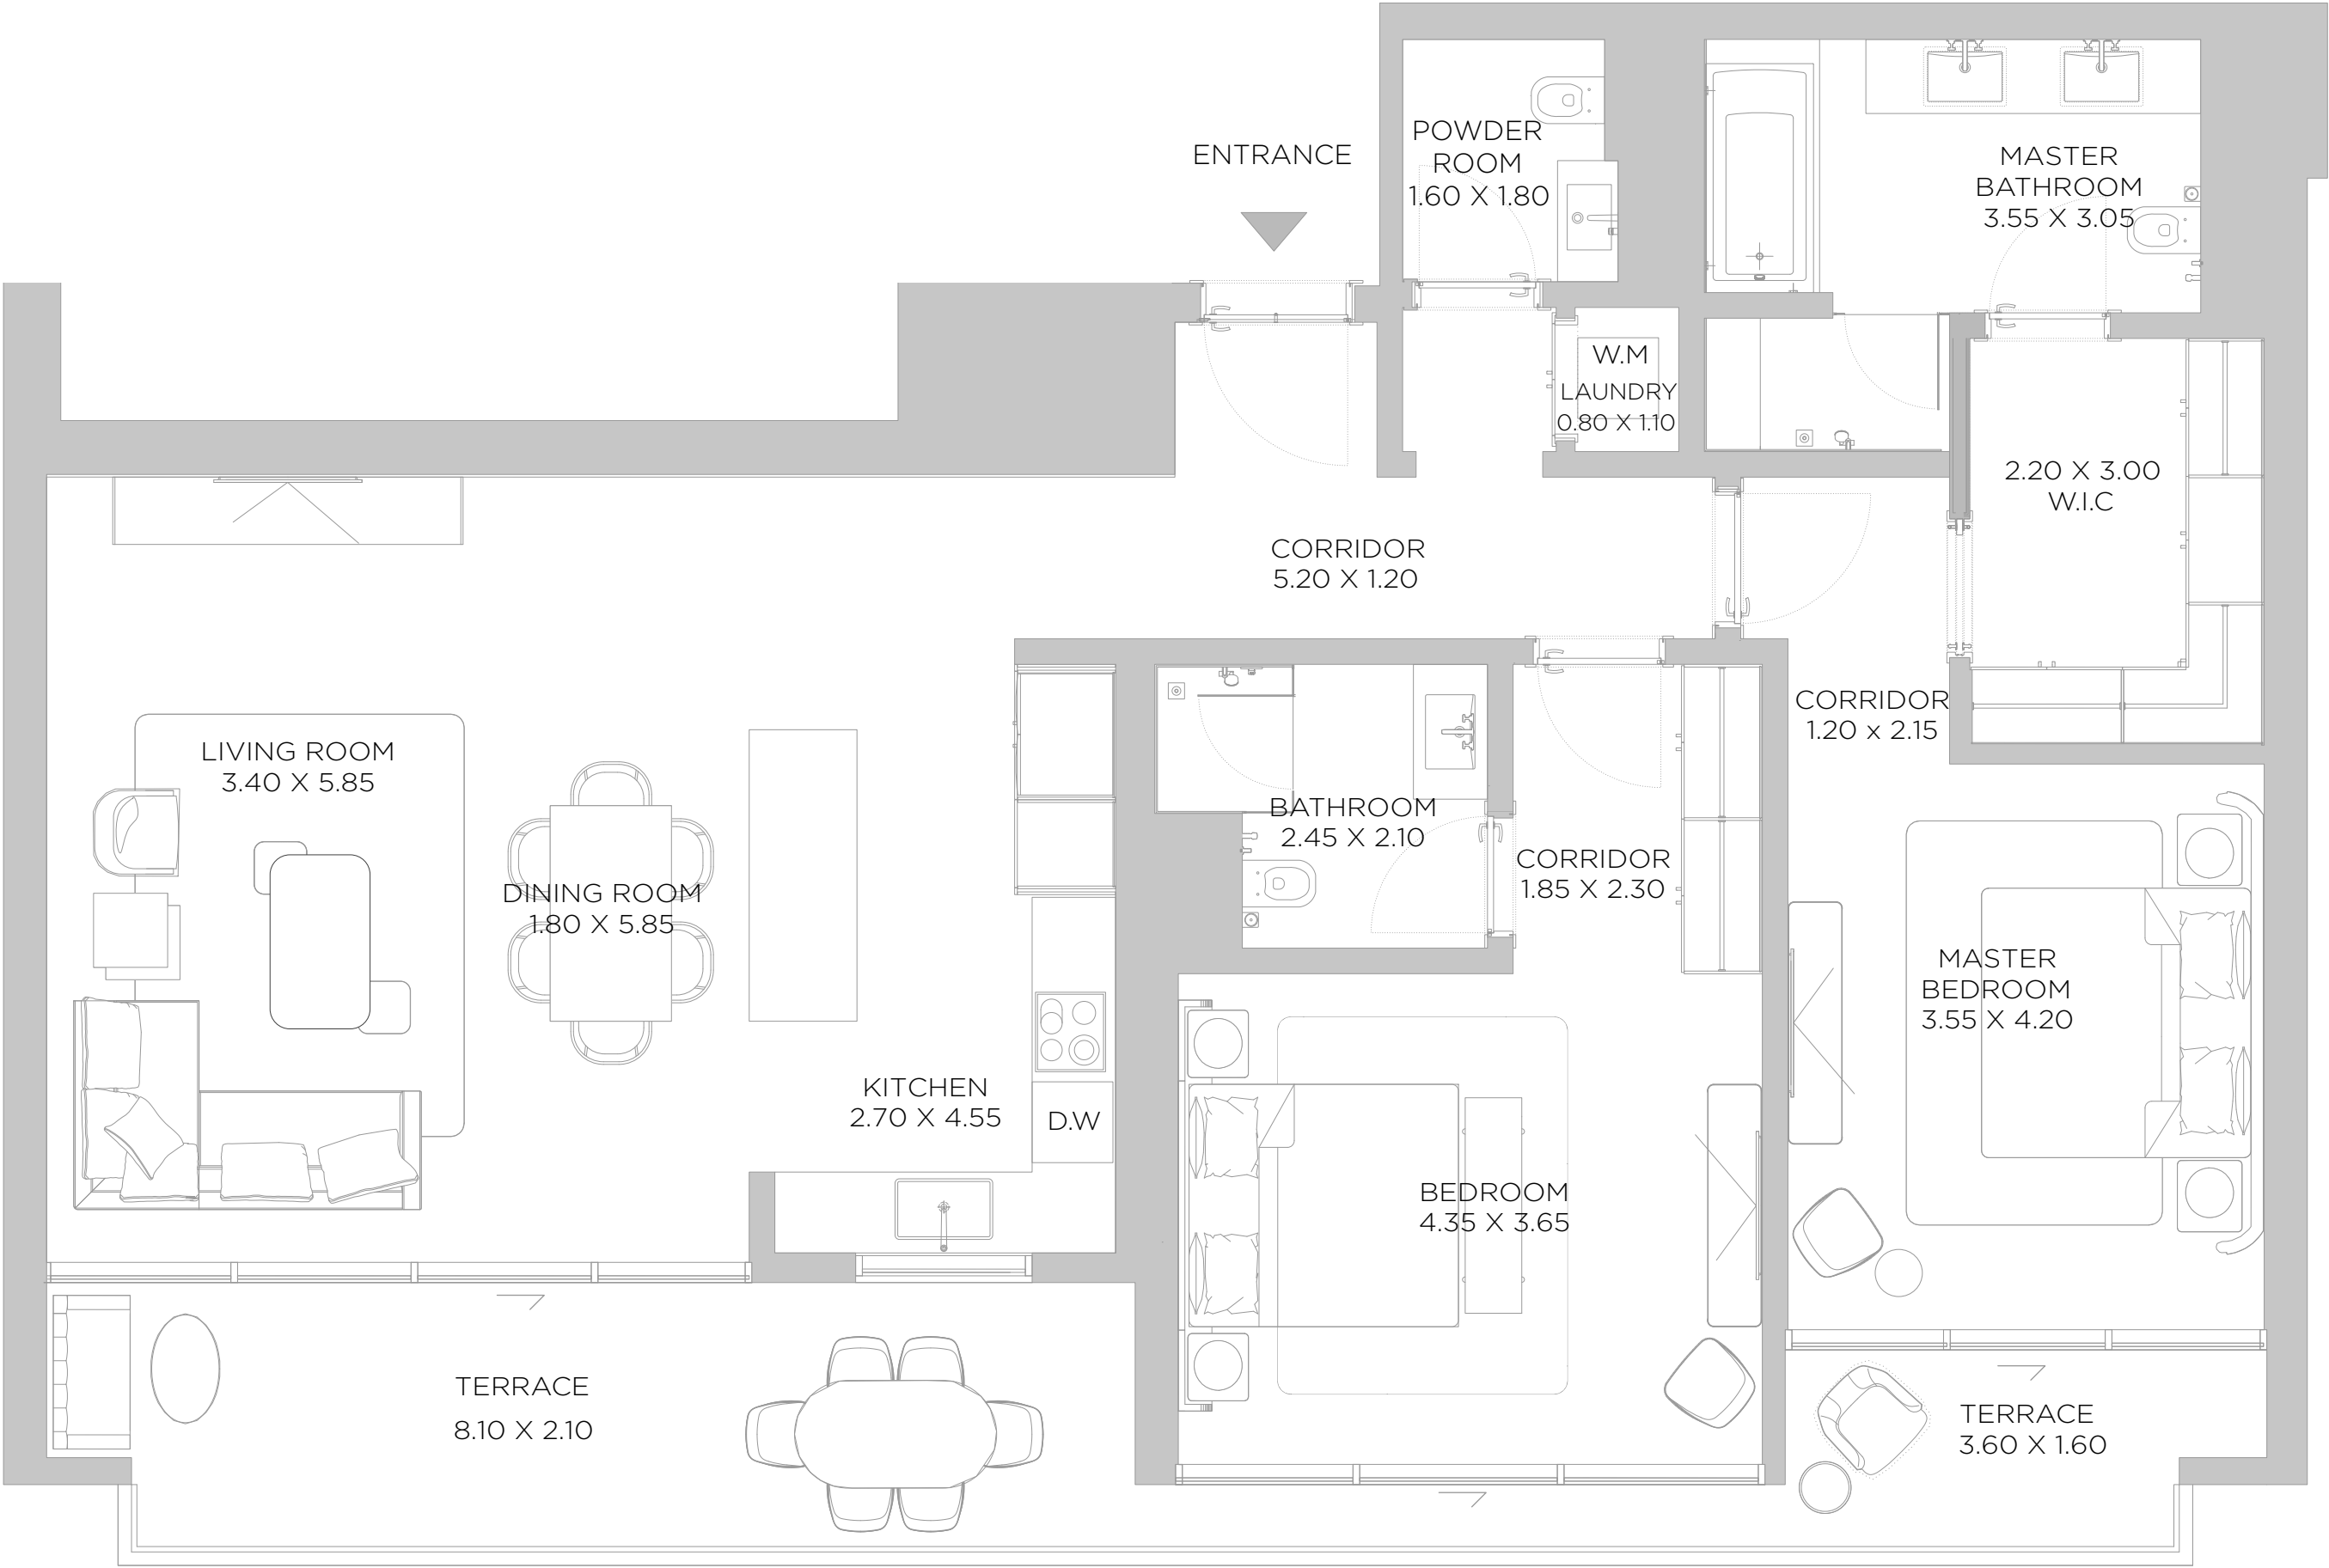 ENTRANCE
POWDER
ROOM
1.60 X 1.80
MASTER
BATHROOM
3.55 X 3.05
W.M
LAUNDRY
0.80 X 1.10
2.20 X 3.00
W.I.C
CORRIDOR
5.20 X 1.20
CORRIDOR
1.20 x 2.15
LIVING ROOM
3.40 X 5.85
DINING ROOM
1.80 X 5.85
BATHROOM
2.45 X 2.10
CORRIDOR
1.85 X 2.30
MASTER
BEDROOM
3.55 X 4.20
KITCHEN
2.70 X 4.55
D.W
BEDROOM
4.35 X 3.65
TERRACE
8.10 X 2.10
TERRACE
3.60 X 1.60